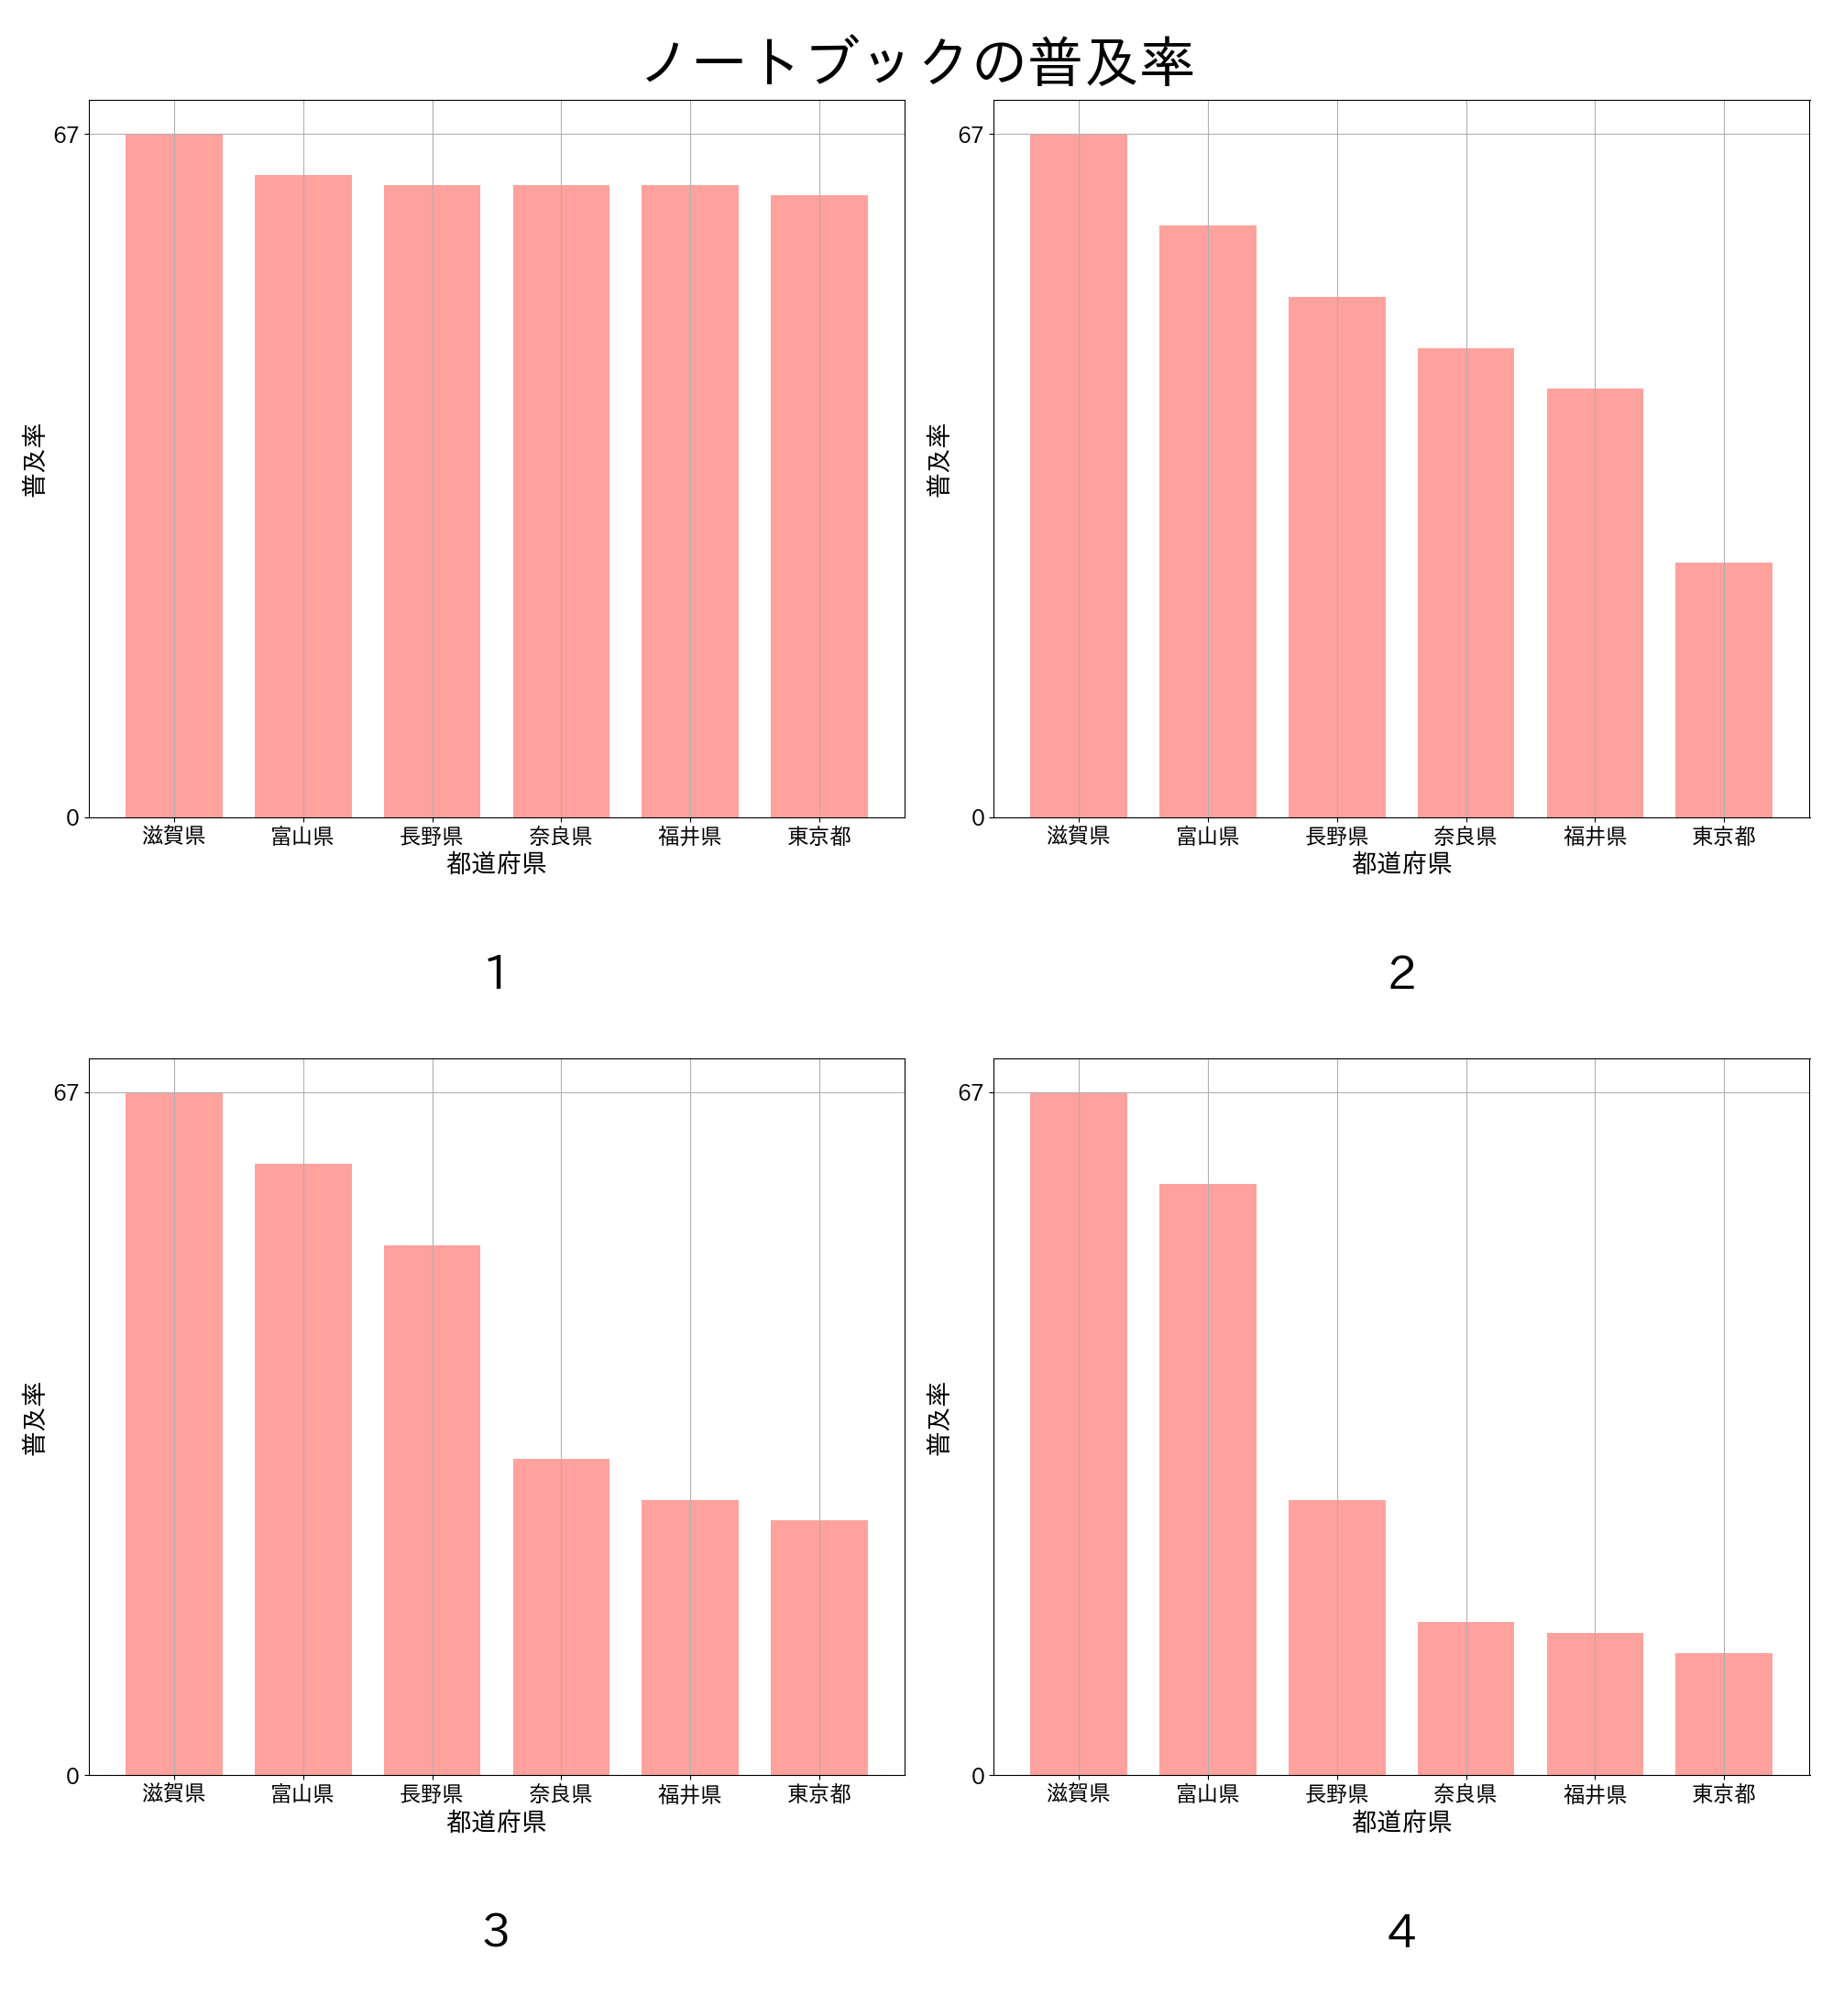 ノートブックの普及率
67
0
普及率
滋賀県 富山県 長野県 奈良県 福井県 東京都
都道府県
1
67
0
普及率
滋賀県 富山県 長野県 奈良県 福井県 東京都
都道府県
2
67
0
普及率
滋賀県 富山県 長野県 奈良県 福井県 東京都
都道府県
3
67
0
普及率
滋賀県 富山県 長野県 奈良県 福井県 東京都
都道府県
4